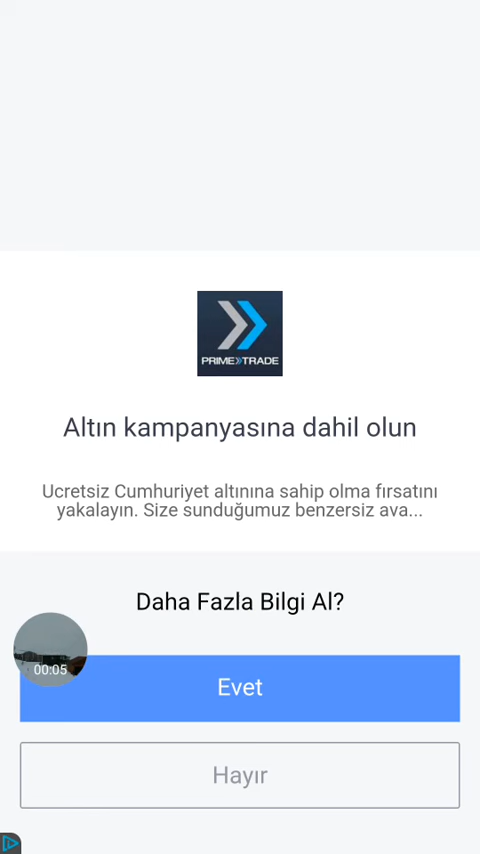 PRIME»TRADE
Altın kampanyasına dahil olun
Ucretsiz Cumhuriyet altınına sahip olma fırsatını
yakalayın. Size sunduğumuz benzersiz ava...
Daha Fazla Bilgi Al?
00:05
Evet
Hayır